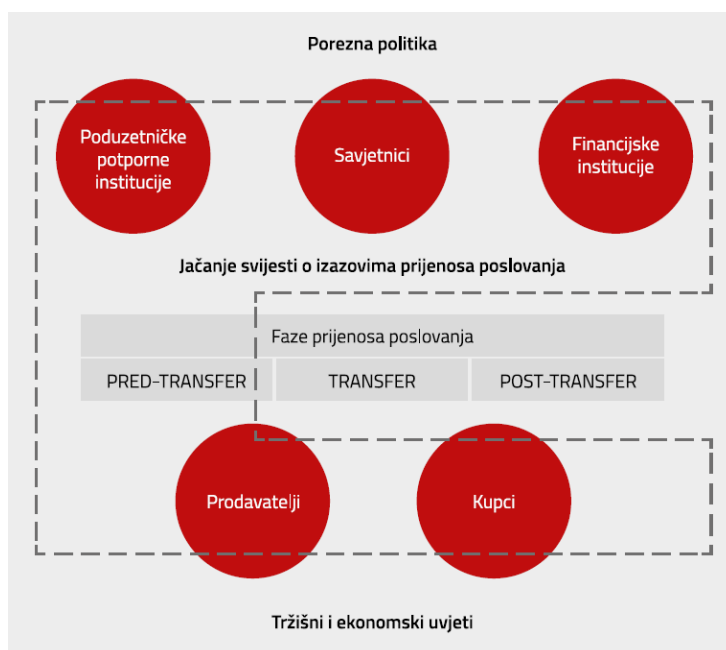 Porezna politika
Poduzetničke
potporne
institucije
Savjetnici
Financijske
institucije
Jačanje svijesti o izazovima prijenosa poslovanja
Faze prijenosa poslovanja
PRED-TRANSFER
TRANSFER
POST-TRANSFER
Prodavatelji
Kupci
Tržišni i ekonomski uvjeti